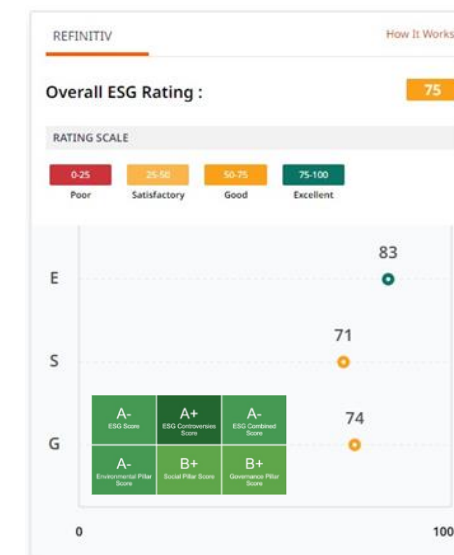 REFINITIV How It Works
Overall ESG Rating : 75
RATING SCALE
0-25 25-50 50-75 75-100
Poor Satisfactory Good Excellent
83
E
71
S
74
G
A- A+ A-
ESG Score ESG Controversies Score ESG Combined Score
A- B+ B+
Environmental Pillar Score Social Pillar Score Governance Pillar Score
0 100